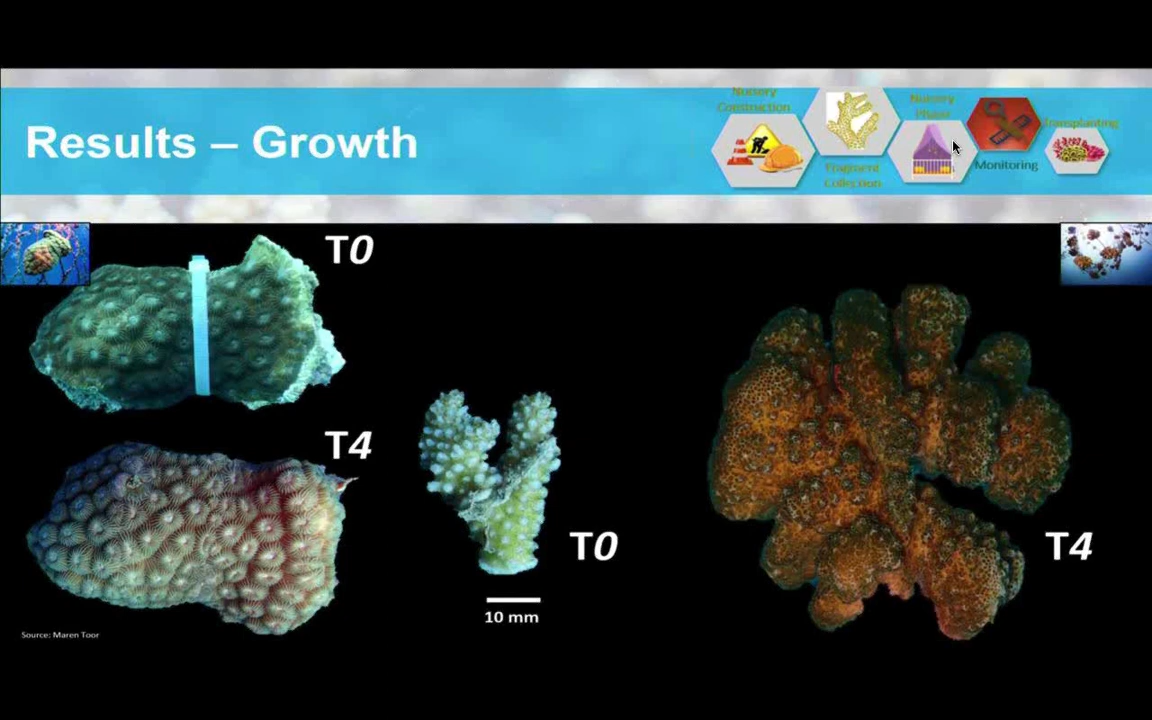 Results – Growth
Nursery
Construction
Fragment
Collection
Nursery
Phase
Monitoring
Transplanting
T0
T4
T0
10 mm
T4
Source: Maren Toor